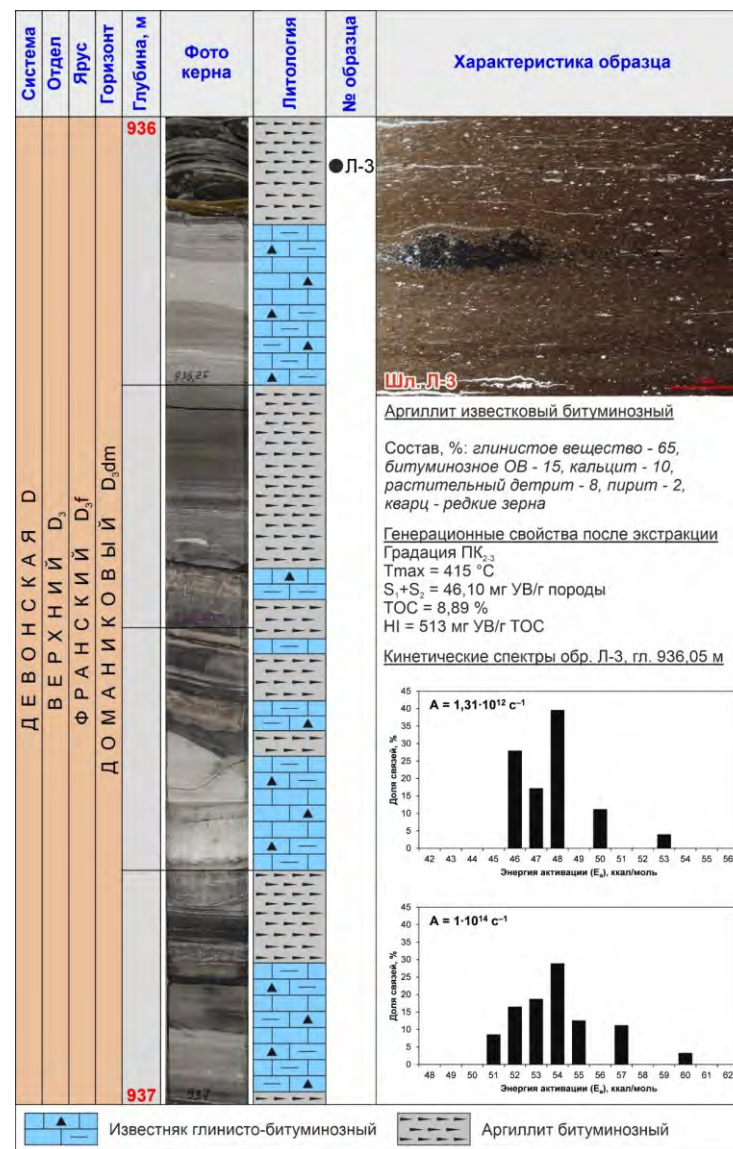 Система
Отдел
Ярус
Горизонт
Глубина, м
Фото керна
Литология
№ образца
Характеристика образца
ДЕВОНСКАЯ D
ВЕРХНИЙ D₃
ФРАНСКИЙ D₃f
ДОМАНИКОВЫЙ D₃dm
936
936,25
937
937
●Л-3
Шл. Л-3
Аргиллит известковый битуминозный
Состав, %: глинистое вещество - 65,
битуминозное ОВ - 15, кальцит - 10,
растительный детрит - 8, пирит - 2,
кварц - редкие зерна
Генерационные свойства после экстракции
Градация ПК₂₋₃
Tmax = 415 °C
S₁+S₂ = 46,10 мг УВ/г породы
TOC = 8,89 %
HI = 513 мг УВ/г TOC
Кинетические спектры обр. Л-3, гл. 936,05 м
A = 1,31·10¹² с⁻¹
Доля связей, %
45
40
35
30
25
20
15
10
5
0
42 43 44 45 46 47 48 49 50 51 52 53 54 55 56
Энергия активации (Eₐ), ккал/моль
A = 1·10¹⁴ с⁻¹
Доля связей, %
45
40
35
30
25
20
15
10
5
0
48 49 50 51 52 53 54 55 56 57 58 59 60 61 62
Энергия активации (Eₐ), ккал/моль
Известняк глинисто-битуминозный
Аргиллит битуминозный